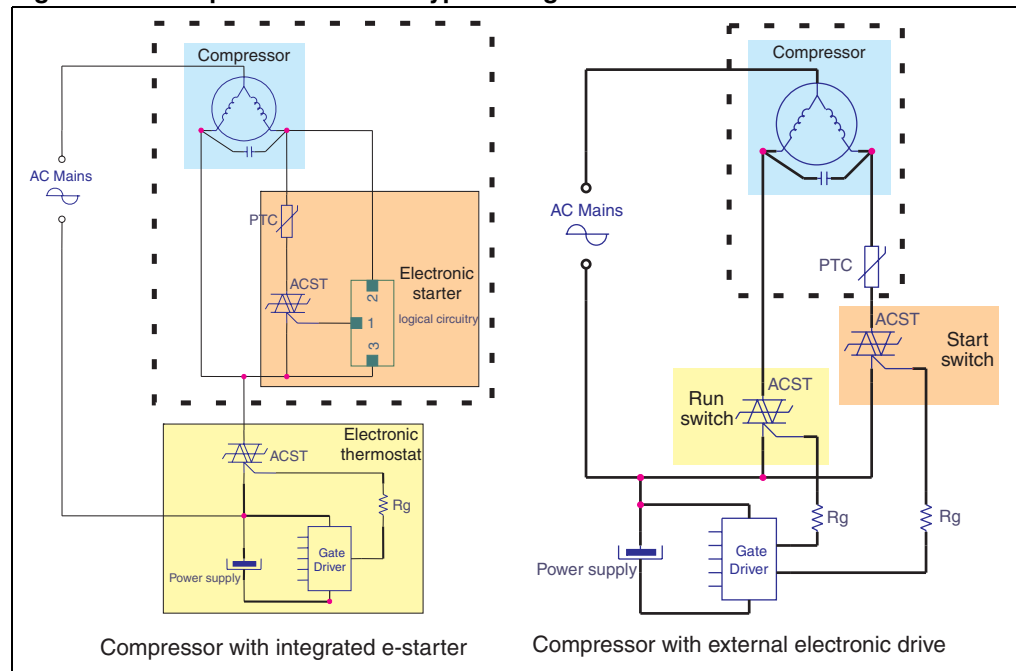 Compressor
AC Mains
PTC
ACST
Electronic
starter
logical circuitry
2
1
3
Electronic
thermostat
ACST
Rg
Gate
Driver
Power supply
Compressor with integrated e-starter
Compressor
AC Mains
PTC
ACST
Start
switch
ACST
Run
switch
Rg
Rg
Gate
Driver
Power supply
Compressor with external electronic drive